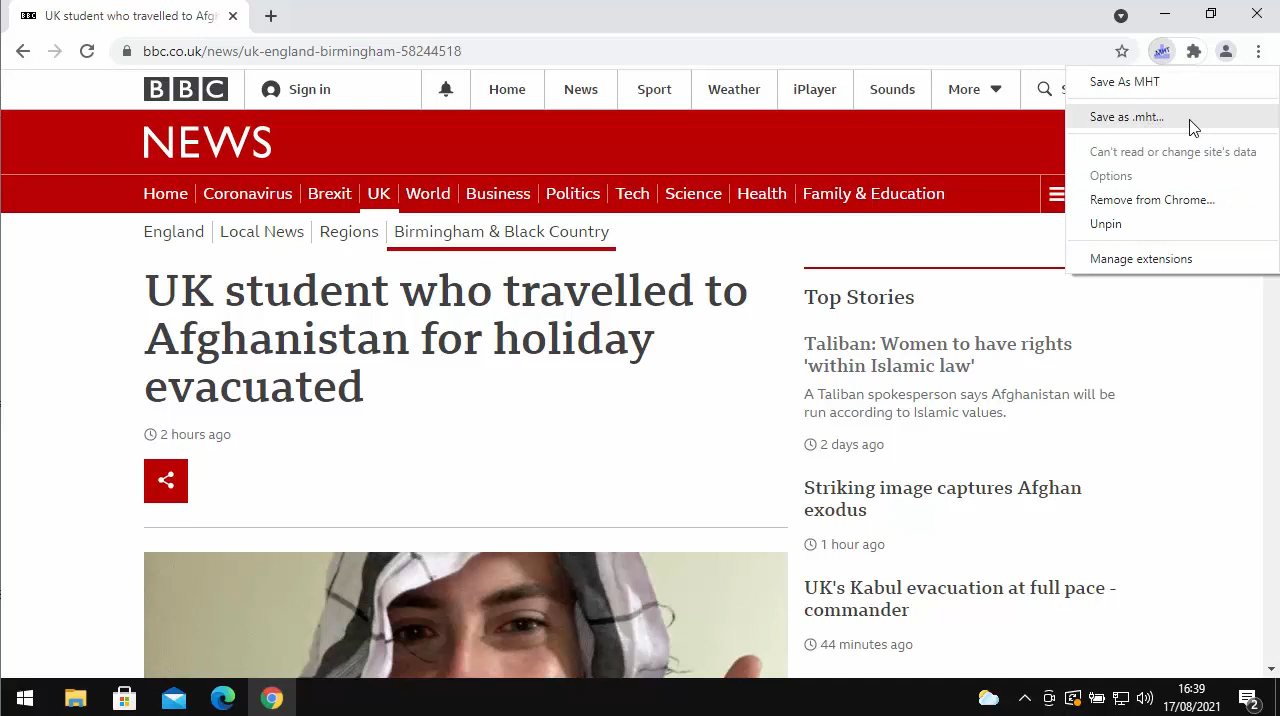 BBC UK student who travelled to Afg
bbc.co.uk/news/uk-england-birmingham-58244518
BBC Sign in Home News Sport Weather iPlayer Sounds More
Save As MHT
Save as .mht...
Can't read or change site's data
Options
Remove from Chrome...
Unpin
Manage extensions
NEWS
Home Coronavirus Brexit UK World Business Politics Tech Science Health Family & Education
England Local News Regions Birmingham & Black Country
UK student who travelled to
Afghanistan for holiday
evacuated
2 hours ago
Top Stories
Taliban: Women to have rights
'within Islamic law'
A Taliban spokesperson says Afghanistan will be
run according to Islamic values.
2 days ago
Striking image captures Afghan
exodus
1 hour ago
UK's Kabul evacuation at full pace -
commander
44 minutes ago
16:39
17/08/2021
2